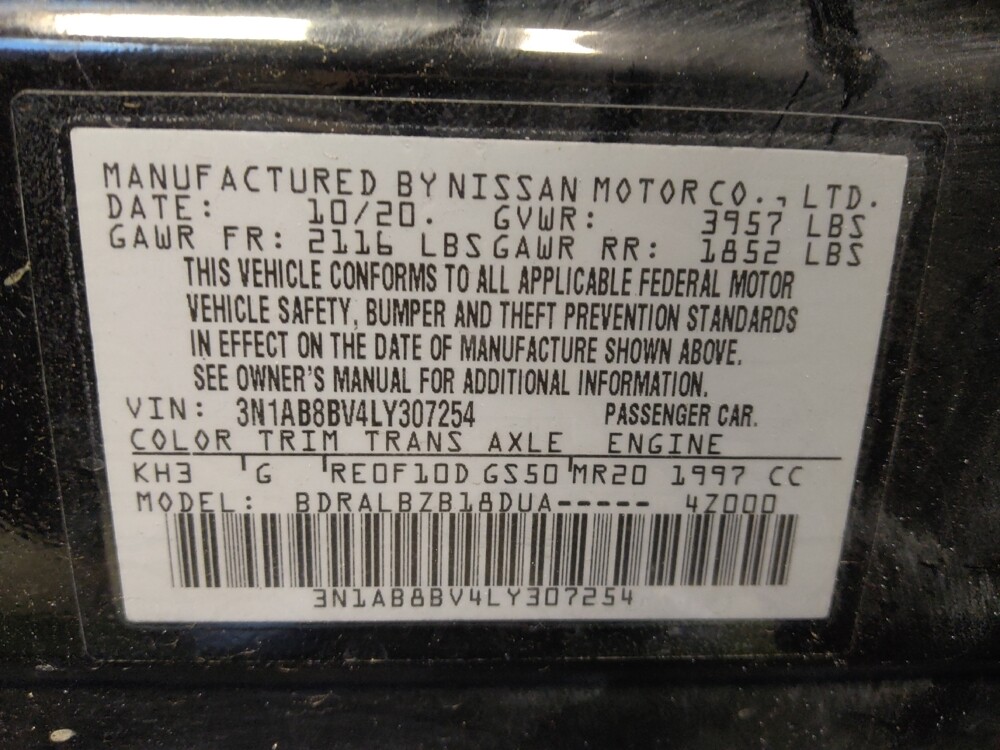 MANUFACTURED BY NISSAN MOTOR CO., LTD.
DATE: 10/20. GVWR: 3957 LBS
GAWR FR: 2116 LBS GAWR RR: 1852 LBS
THIS VEHICLE CONFORMS TO ALL APPLICABLE FEDERAL MOTOR
VEHICLE SAFETY, BUMPER AND THEFT PREVENTION STANDARDS
IN EFFECT ON THE DATE OF MANUFACTURE SHOWN ABOVE.
SEE OWNER'S MANUAL FOR ADDITIONAL INFORMATION.
VIN: 3N1AB8BV4LY307254 PASSENGER CAR.
COLOR TRIM TRANS AXLE ENGINE
KH3 G RE0F10D GS50 MR20 1997 CC
MODEL: BDRALBZB18DUA----- 4Z000
3N1AB8BV4LY307254